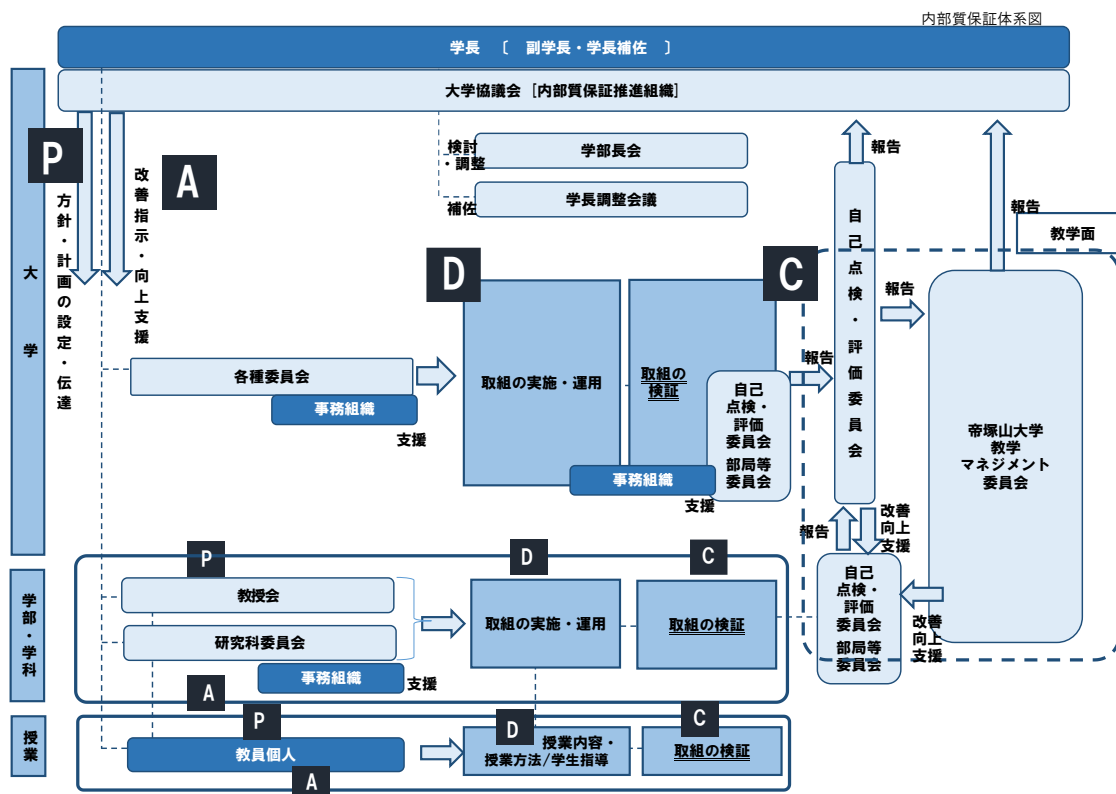 内部質保証体系図
学長 〔 副学長・学長補佐 〕
大学協議会 [内部質保証推進組織]
大学
P
方針・計画の設定・伝達
A
改善指示・向上支援
検討
・調整
学部長会
補佐
学長調整会議
報告
報告
教学面
自己点検・評価委員会
報告
帝塚山大学
教学
マネジメント
委員会
各種委員会
事務組織
支援
D
取組の実施・運用
C
取組の
検証
自己
点検・
評価
委員会
部局等
委員会
事務組織
支援
報告
報告
改善
向上
支援
自己
点検・
評価
委員会
部局等
委員会
改善
向上
支援
学部・学科
P
教授会
研究科委員会
事務組織
支援
A
D
取組の実施・運用
C
取組の検証
授業
P
教員個人
A
D
授業内容・
授業方法/学生指導
C
取組の検証